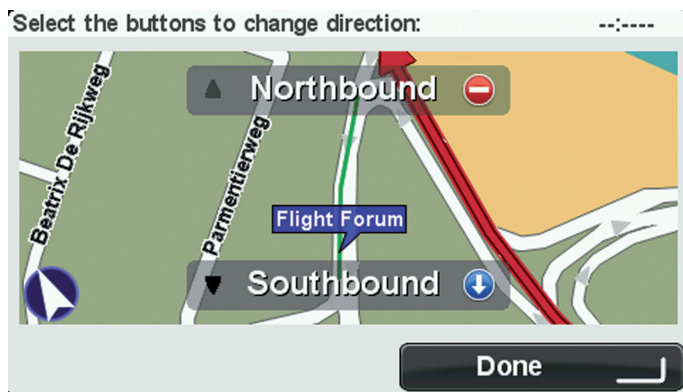 Select the buttons to change direction:
--:----
Northbound
Beatrix De Rijkweg
Parmentierweg
Flight Forum
Southbound
Done